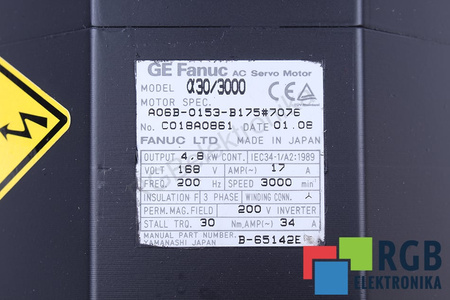 GE Fanuc AC Servo Motor
MODEL α30/3000
MOTOR SPEC.
A06B-0153-B175#7076
No. C018A0861 DATE 01.08
FANUC LTD MADE IN JAPAN
OUTPUT 4.8 kW CONT. IEC34-1/A2:1989
VOLT 168 V AMP(~) 17 A
FREQ. 200 Hz SPEED 3000 min⁻¹
INSULATION F 3 PHASE WINDING CONN. Y
PERM.MAG.FIELD 200 V INVERTER
STALL TRQ. 30 Nm,AMP(~) 34 A
MANUAL PART NUMBER B-65142E
YAMANASHI JAPAN
RGB
ELEKTRONIKA